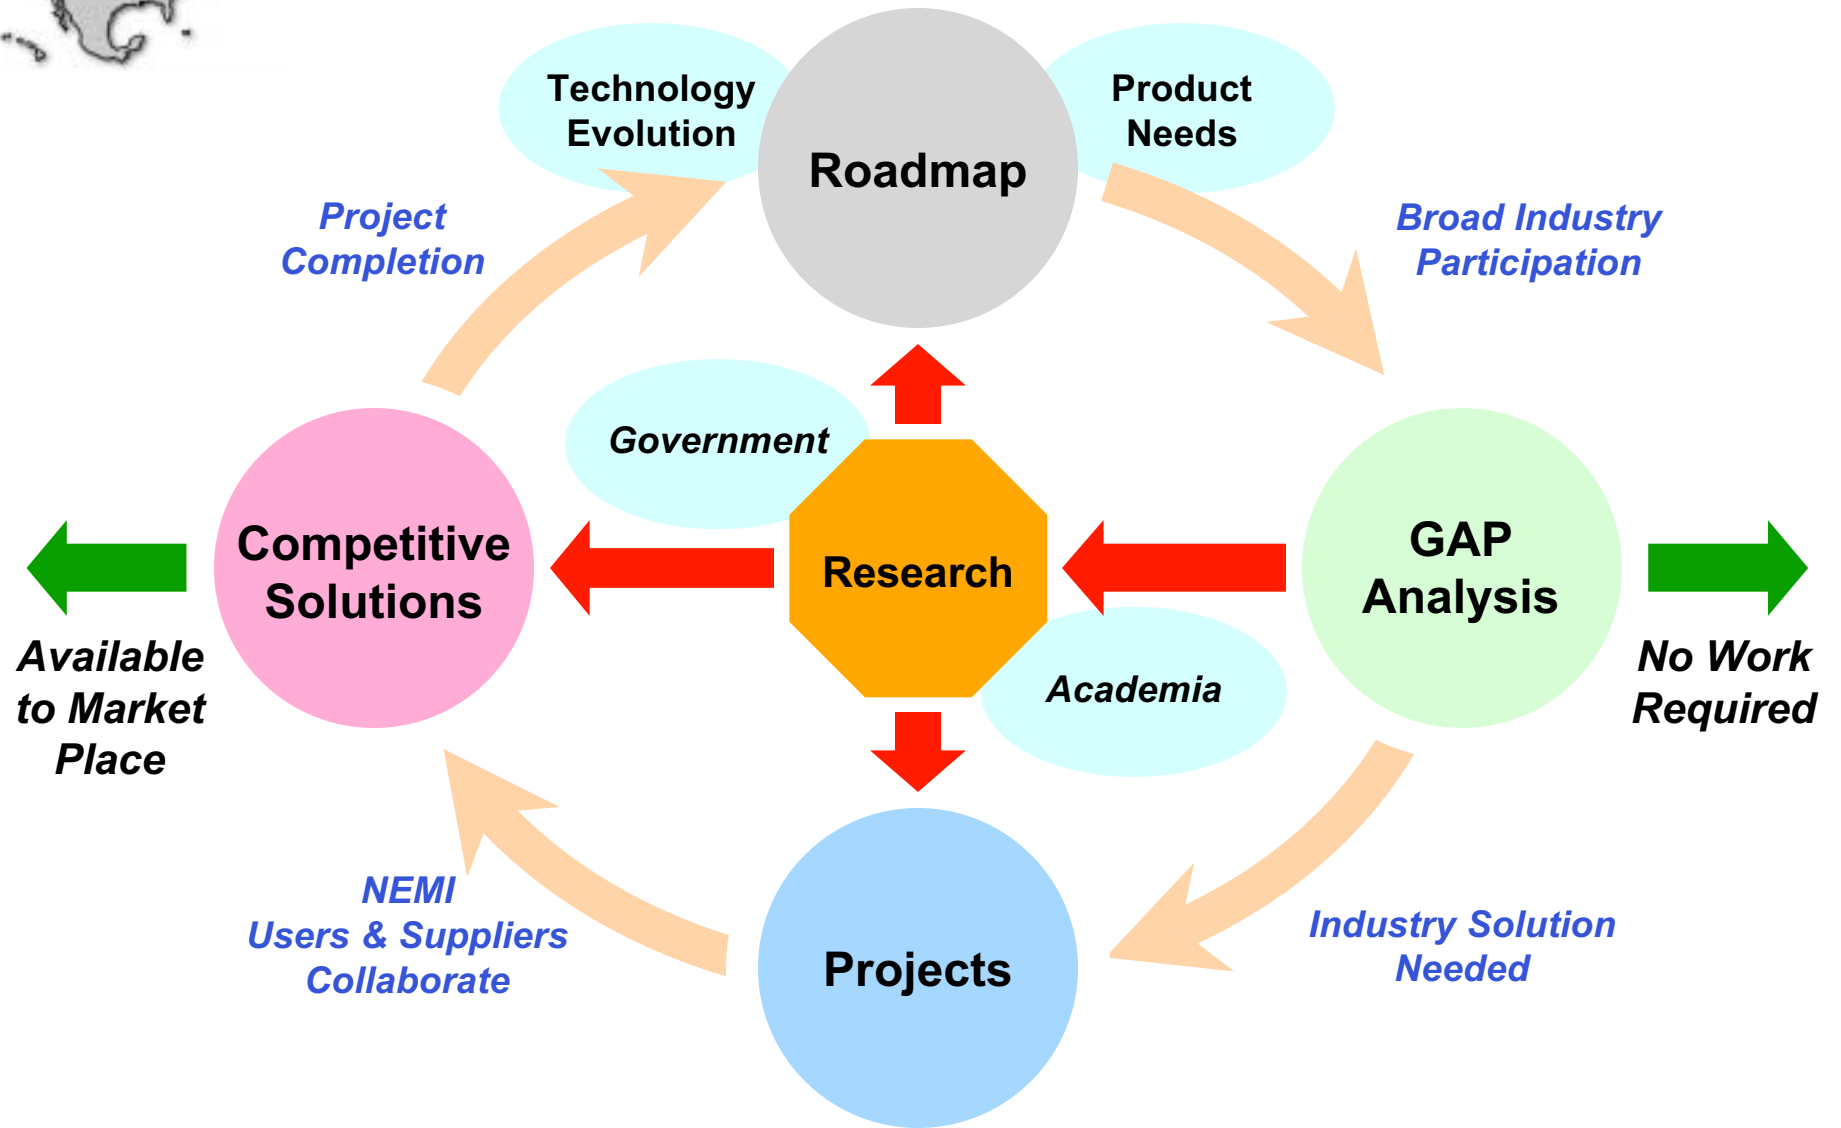 Technology
Evolution
Product
Needs
Roadmap
Project
Completion
Broad Industry
Participation
Government
Competitive
Solutions
Research
GAP
Analysis
Available
to Market
Place
No Work
Required
Academia
NEMI
Users & Suppliers
Collaborate
Projects
Industry Solution
Needed